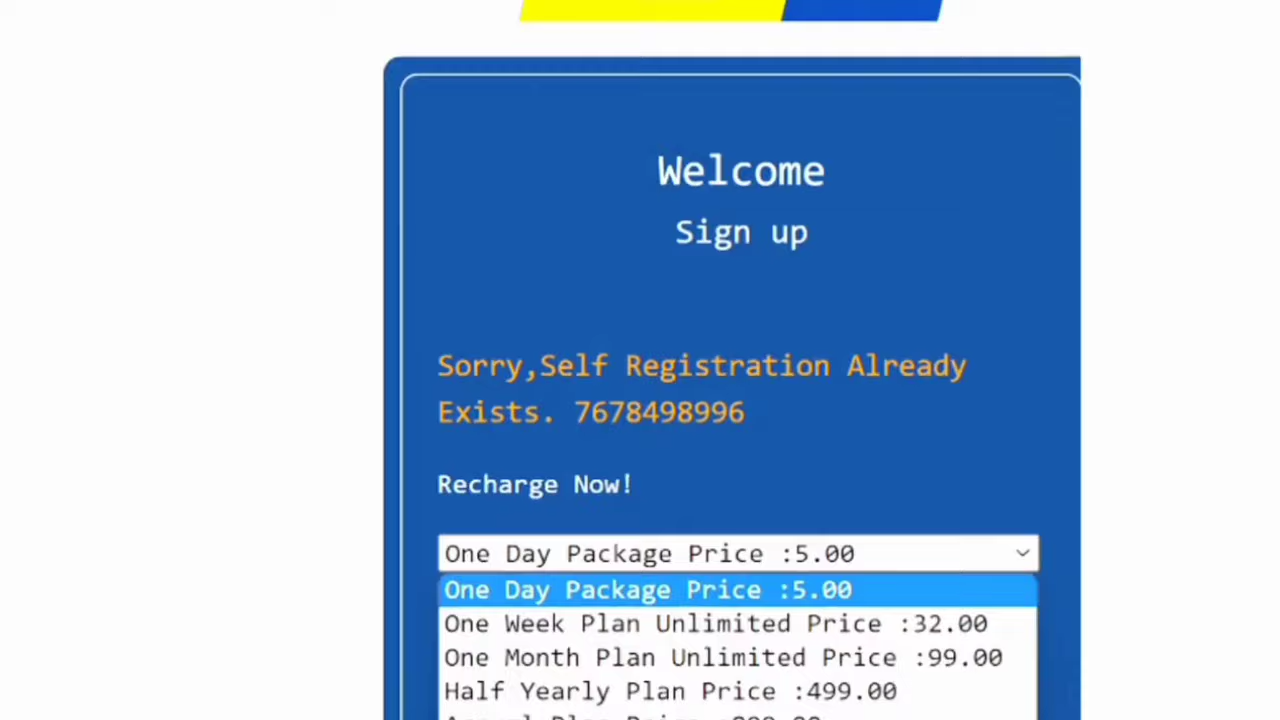 Welcome
Sign up
Sorry,Self Registration Already
Exists. 7678498996
Recharge Now!
One Day Package Price :5.00
One Day Package Price :5.00
One Week Plan Unlimited Price :32.00
One Month Plan Unlimited Price :99.00
Half Yearly Plan Price :499.00